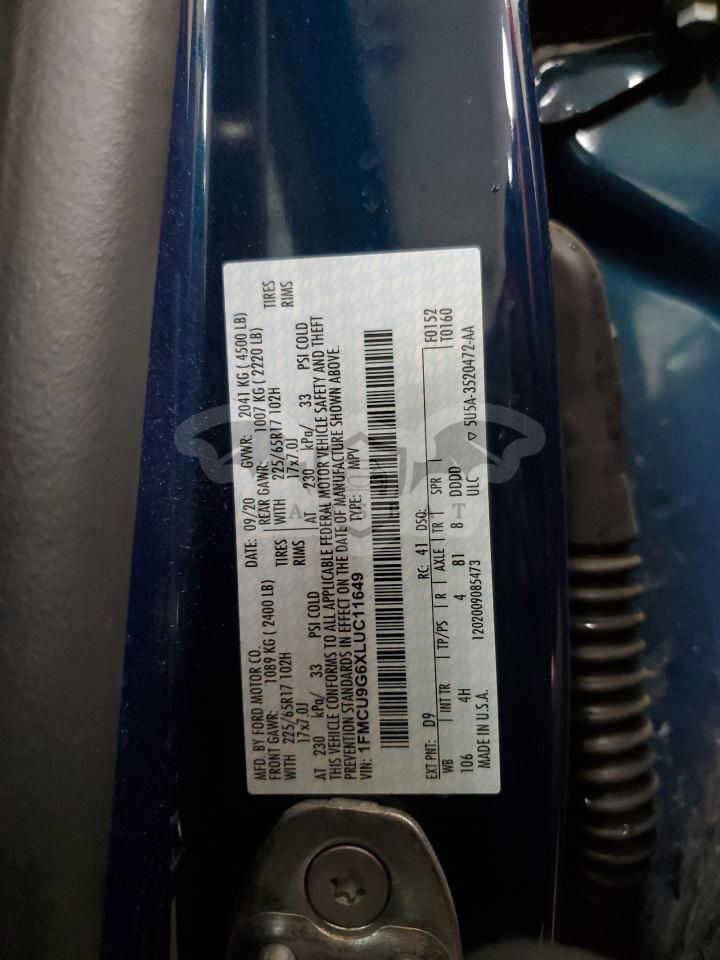 MFD. BY FORD MOTOR CO.
DATE: 09/20 GVWR: 2041 KG ( 4500 LB)
FRONT GAWR: 1089 KG ( 2400 LB) REAR GAWR: 1007 KG ( 2220 LB)
WITH 225/65R17 102H TIRES WITH 225/65R17 102H TIRES
17x7.0J RIMS 17x7.0J RIMS
AT 230 kPa/ 33 PSI COLD AT 230 kPa/ 33 PSI COLD
THIS VEHICLE CONFORMS TO ALL APPLICABLE FEDERAL MOTOR VEHICLE SAFETY AND THEFT
PREVENTION STANDARDS IN EFFECT ON THE DATE OF MANUFACTURE SHOWN ABOVE.
VIN: 1FMCU9G6XLUC11649 TYPE: MPV
F0152
EXT PNT: D9 RC: 41 DSO: T0160
WB INT TR TP/PS R AXLE TR SPR
106 4H 4 81 8 DDDD
MADE IN U.S.A. 1202009085473 ULC ▽ 5U5A-3520472-AA